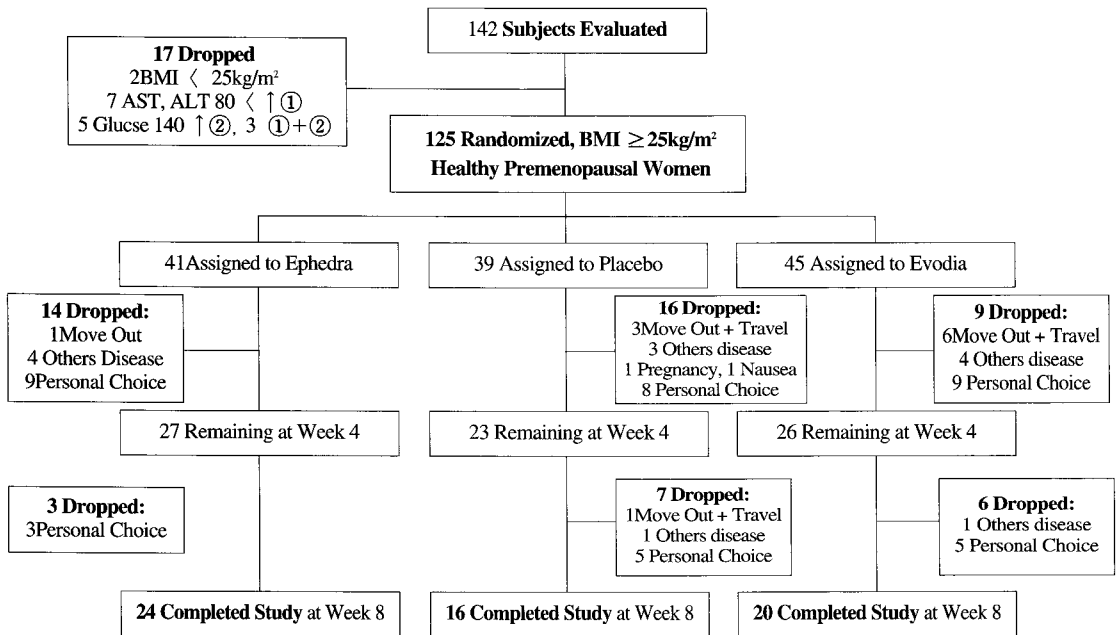 142 Subjects Evaluated
17 Dropped
2BMI < 25kg/m²
7 AST, ALT 80 < ↑①
5 Glucse 140 ↑②, 3 ①+②
125 Randomized, BMI ≥25kg/m²
Healthy Premenopausal Women
41Assigned to Ephedra
39 Assigned to Placebo
45 Assigned to Evodia
14 Dropped:
1Move Out
4 Others Disease
9Personal Choice
16 Dropped:
3Move Out + Travel
3 Others disease
1 Pregnancy, 1 Nausea
8 Personal Choice
9 Dropped:
6Move Out + Travel
4 Others disease
9 Personal Choice
27 Remaining at Week 4
23 Remaining at Week 4
26 Remaining at Week 4
3 Dropped:
3Personal Choice
7 Dropped:
1Move Out + Travel
1 Others disease
5 Personal Choice
6 Dropped:
1 Others disease
5 Personal Choice
24 Completed Study at Week 8
16 Completed Study at Week 8
20 Completed Study at Week 8